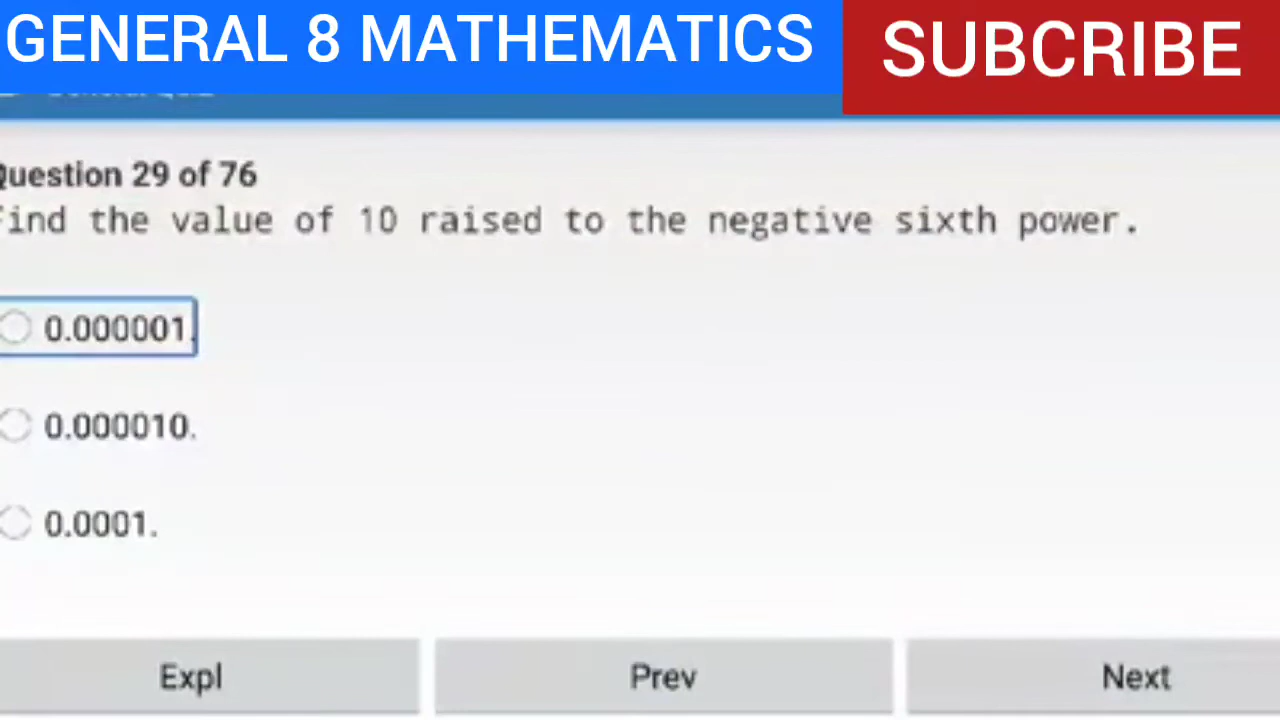 GENERAL 8 MATHEMATICS
SUBCRIBE
Question 29 of 76
Find the value of 10 raised to the negative sixth power.
0.000001.
0.000010.
0.0001.
Expl
Prev
Next